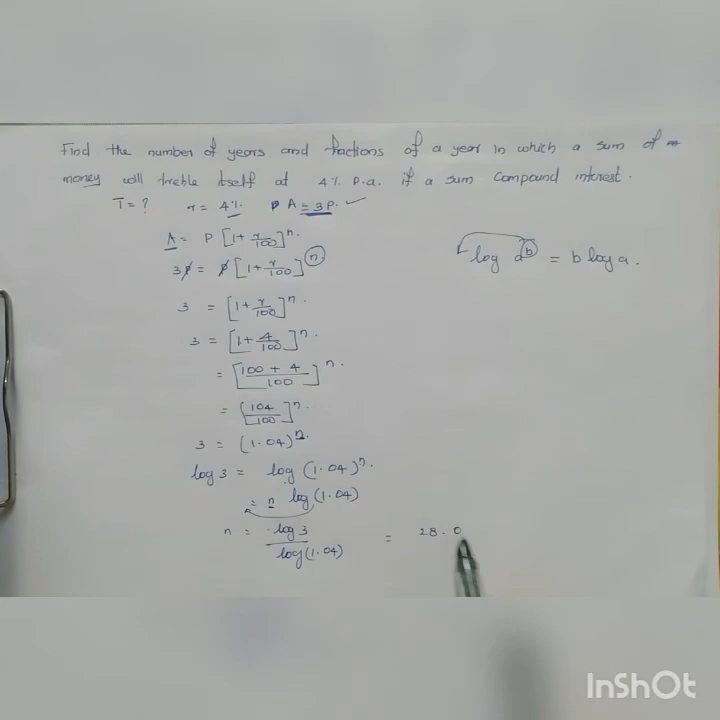 Find the number of years and fractions of a year in which a sum of
money will treble itself at 4% P.a. if a sum compound interest.
T = ? r = 4% P A = 3P. ✓
A = P [1 + r/100]^n.
log a^b = b log a.
3P = P [1 + r/100]^n
3 = [1 + r/100]^n.
3 = [1 + 4/100]^n.
= [100 + 4/100]^n.
= [104/100]^n.
3 = (1.04)^n.
log 3 = log (1.04)^n.
= n log (1.04)
n = log 3/log (1.04) = 28.0
InShOt